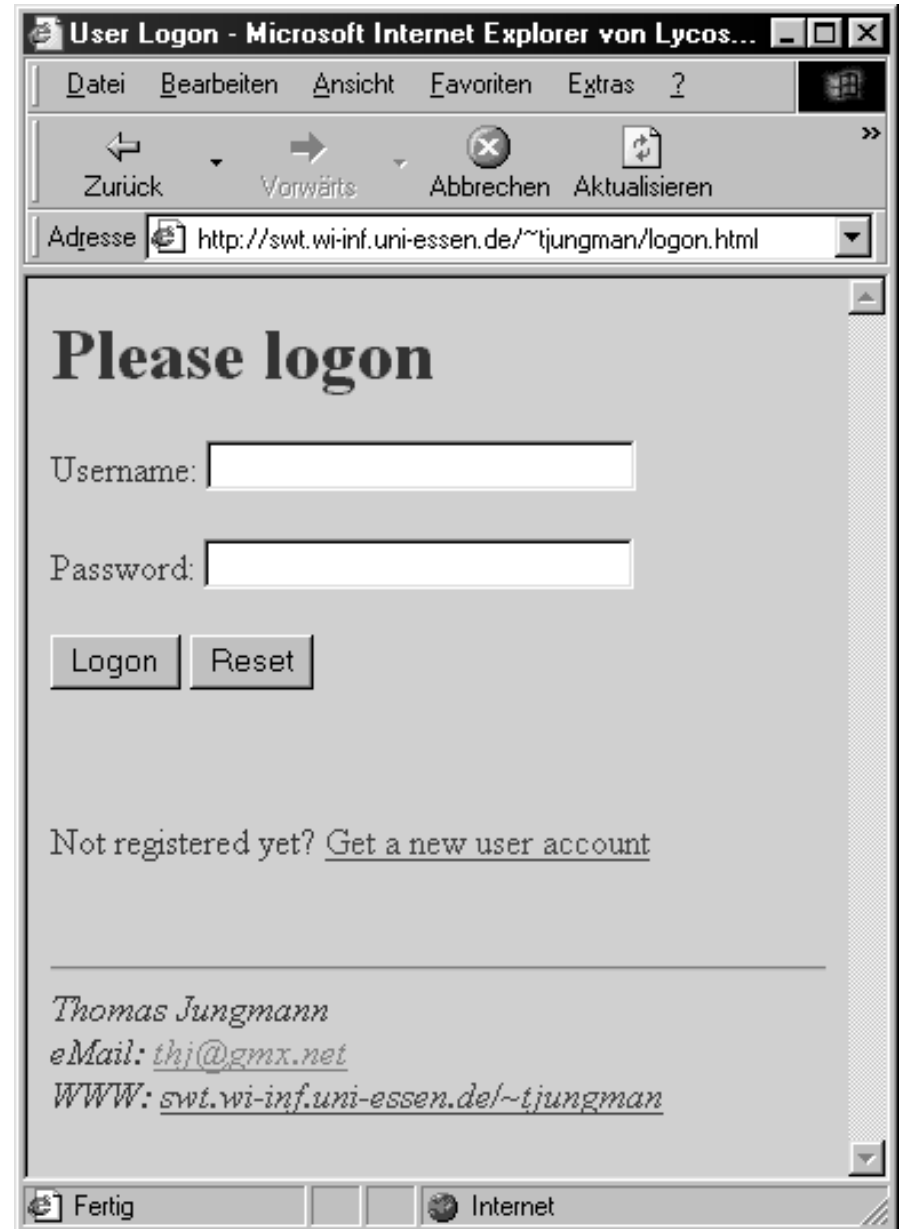 User Logon - Microsoft Internet Explorer von Lycos...
Datei Bearbeiten Ansicht Favoriten Extras ?
Zurück Vorwärts Abbrechen Aktualisieren »
Adresse http://swt.wi-inf.uni-essen.de/~tjungman/logon.html
Please logon
Username:
Password:
Logon Reset
Not registered yet? Get a new user account
Thomas Jungmann
eMail: thj@gmx.net
WWW: swt.wi-inf.uni-essen.de/~tjungman
Fertig Internet